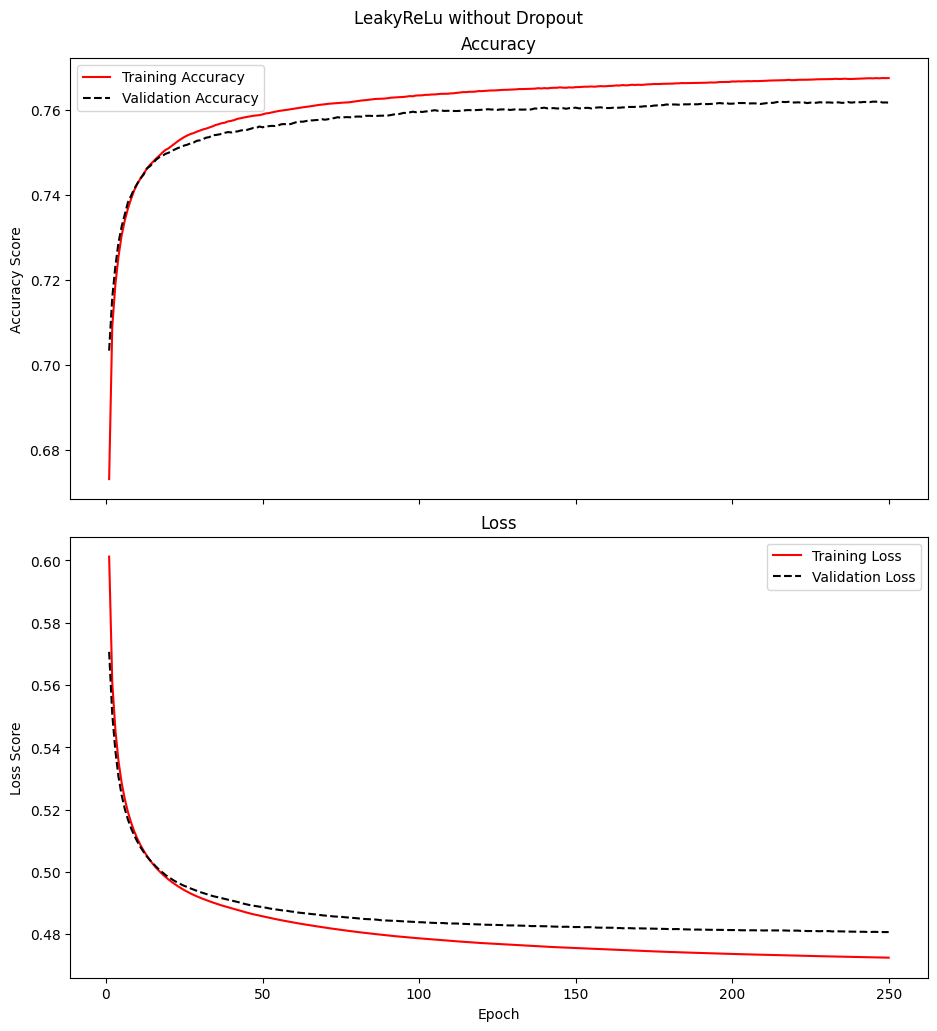 LeakyReLu without Dropout
Accuracy
Training Accuracy
Validation Accuracy
0.76
0.74
0.72
0.70
0.68
Accuracy Score
Loss
Training Loss
Validation Loss
0.60
0.58
0.56
0.54
0.52
0.50
0.48
Loss Score
0 50 100 150 200 250
Epoch